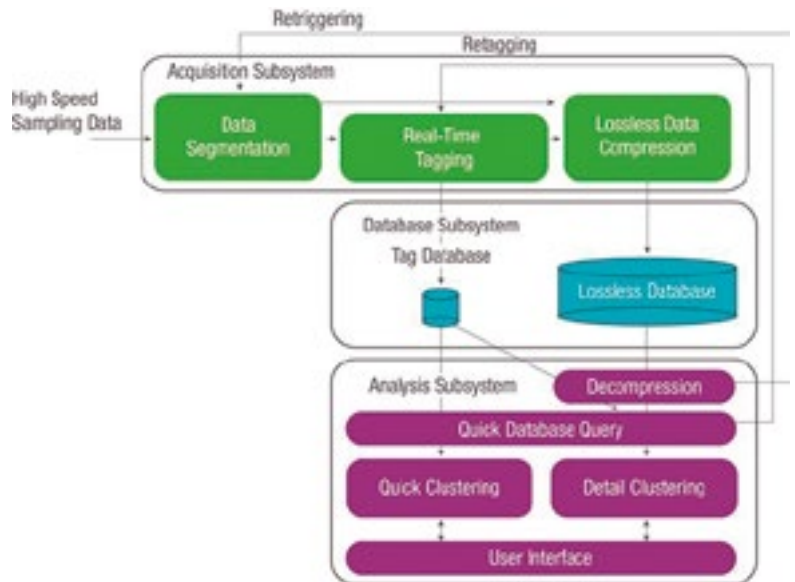 Retriggering
Retagging
Acquisition Subsystem
High Speed
Sampling Data
Data
Segmentation
Real-Time
Tagging
Lossless Data
Compression
Database Subsystem
Tag Database
Lossless Database
Analysis Subsystem
Decompression
Quick Database Query
Quick Clustering
Detail Clustering
User Interface